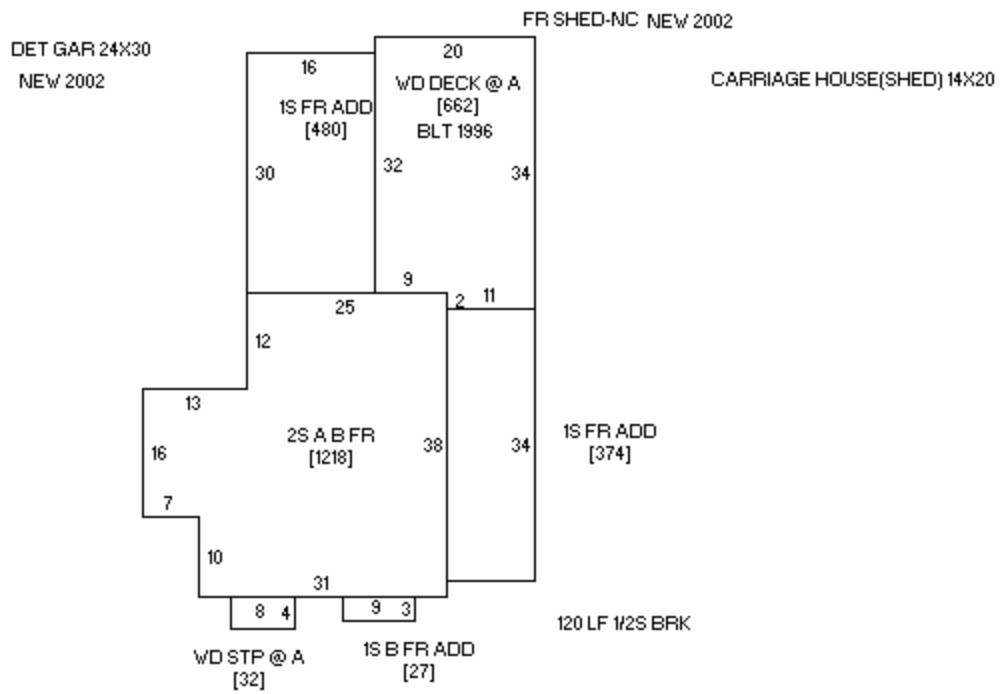 FR SHED-NC NEW 2002
DET GAR 24X30
NEW 2002
CARRIAGE HOUSE(SHED) 14X20
20
16
WD DECK @ A
[662]
BLT 1996
1S FR ADD
[480]
30
32
34
9
2
11
25
12
13
16
7
10
2S A B FR
[1218]
38
34
1S FR ADD
[374]
31
8
4
9
3
120 LF 1/2S BRK
WD STP @ A
[32]
1S B FR ADD
[27]